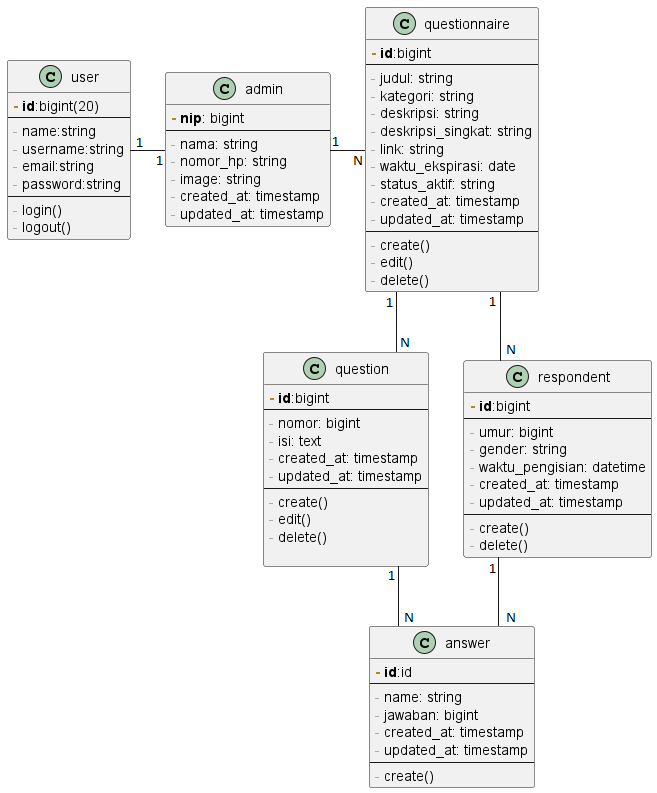 C user
- id:bigint(20)
- name:string
- username:string
- email:string
- password:string
- login()
- logout()
1
1
C admin
- nip: bigint
- nama: string
- nomor_hp: string
- image: string
- created_at: timestamp
- updated_at: timestamp
1
N
C questionnaire
- id:bigint
- judul: string
- kategori: string
- deskripsi: string
- deskripsi_singkat: string
- link: string
- waktu_ekspirasi: date
- status_aktif: string
- created_at: timestamp
- updated_at: timestamp
- create()
- edit()
- delete()
1
N
1
N
C question
- id:bigint
- nomor: bigint
- isi: text
- created_at: timestamp
- updated_at: timestamp
- create()
- edit()
- delete()
C respondent
- id:bigint
- umur: bigint
- gender: string
- waktu_pengisian: datetime
- created_at: timestamp
- updated_at: timestamp
- create()
- delete()
1
N
1
N
C answer
- id:id
- name: string
- jawaban: bigint
- created_at: timestamp
- updated_at: timestamp
- create()